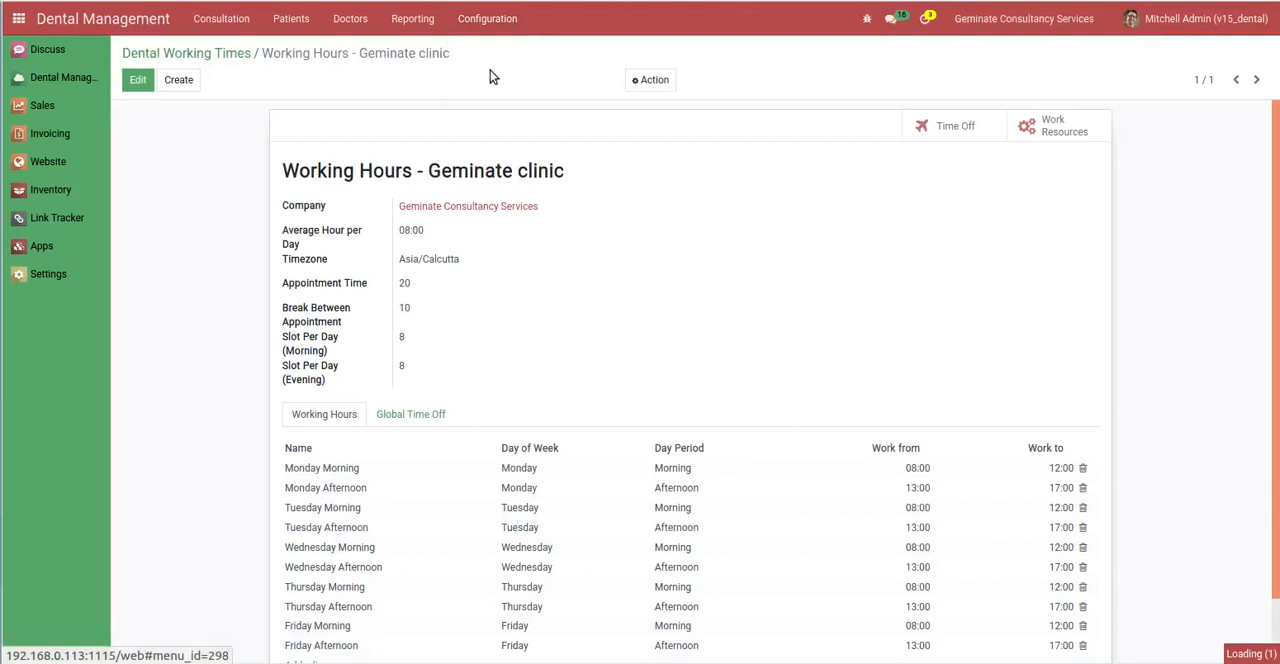 Dental Management Consultation Patients Doctors Reporting Configuration 16 3 Geminate Consultancy Services Mitchell Admin (v15_dental)
Discuss
Dental Manag...
Sales
Invoicing
Website
Inventory
Link Tracker
Apps
Settings
Dental Working Times / Working Hours - Geminate clinic
Edit Create Action 1 / 1
Time Off
Work
Resources
Working Hours - Geminate clinic
Company Geminate Consultancy Services
Average Hour per
Day
08:00
Timezone Asia/Calcutta
Appointment Time 20
Break Between
Appointment
10
Slot Per Day
(Morning)
8
Slot Per Day
(Evening)
8
Working Hours Global Time Off
Name Day of Week Day Period Work from Work to
Monday Morning Monday Morning 08:00 12:00
Monday Afternoon Monday Afternoon 13:00 17:00
Tuesday Morning Tuesday Morning 08:00 12:00
Tuesday Afternoon Tuesday Afternoon 13:00 17:00
Wednesday Morning Wednesday Morning 08:00 12:00
Wednesday Afternoon Wednesday Afternoon 13:00 17:00
Thursday Morning Thursday Morning 08:00 12:00
Thursday Afternoon Thursday Afternoon 13:00 17:00
Friday Morning Friday Morning 08:00 12:00
Friday Afternoon Friday Afternoon 13:00 17:00
192.168.0.113:1115/web#menu_id=298
Loading (1)